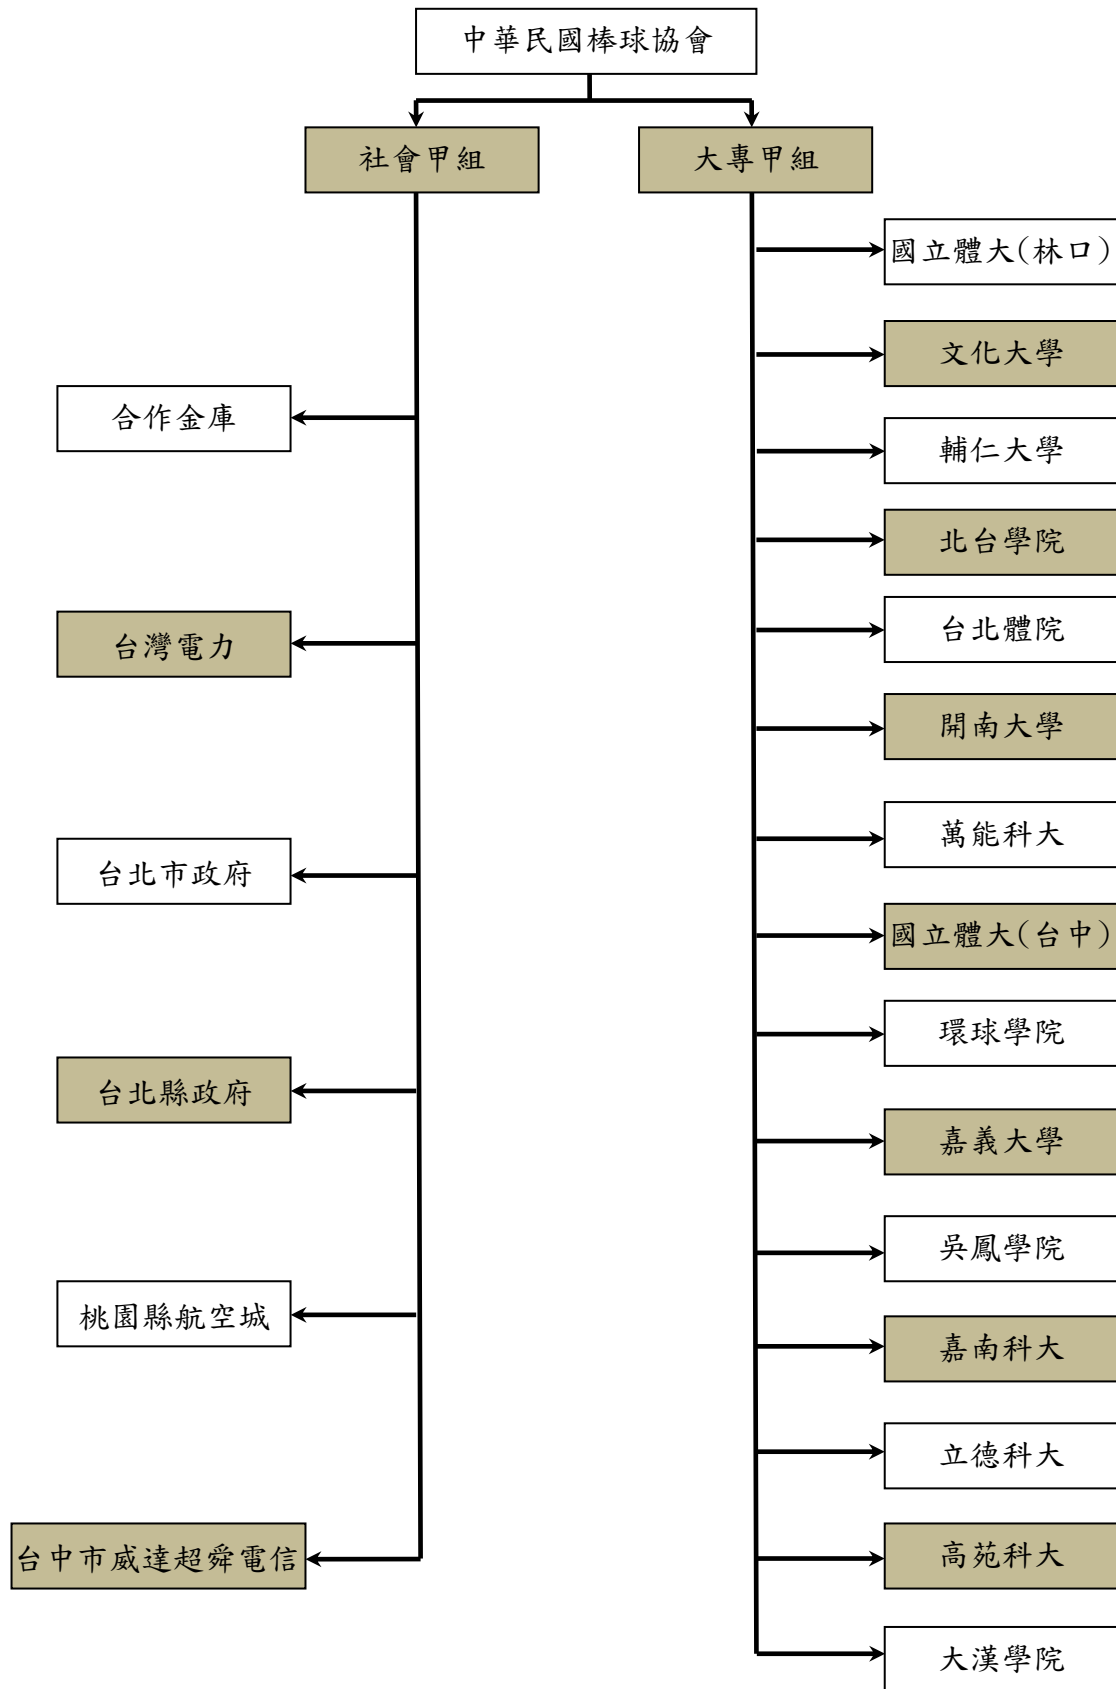 中華民國棒球協會
社會甲組
大專甲組
合作金庫
台灣電力
台北市政府
台北縣政府
桃園縣航空城
台中市威達超舜電信
國立體大(林口)
文化大學
輔仁大學
北台學院
台北體院
開南大學
萬能科大
國立體大(台中)
環球學院
嘉義大學
吳鳳學院
嘉南科大
立德科大
高苑科大
大漢學院